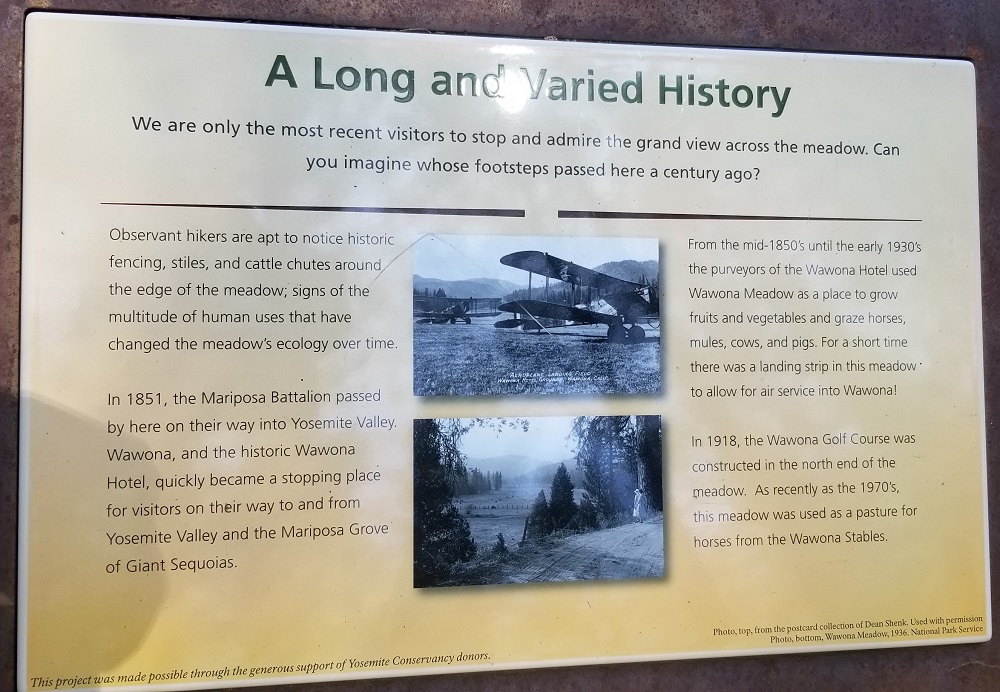 A Long and Varied History
We are only the most recent visitors to stop and admire the grand view across the meadow. Can
you imagine whose footsteps passed here a century ago?
Observant hikers are apt to notice historic
fencing, stiles, and cattle chutes around
the edge of the meadow; signs of the
multitude of human uses that have
changed the meadow's ecology over time.
In 1851, the Mariposa Battalion passed
by here on their way into Yosemite Valley.
Wawona, and the historic Wawona
Hotel, quickly became a stopping place
for visitors on their way to and from
Yosemite Valley and the Mariposa Grove
of Giant Sequoias.
AEROPLANE LANDING FIELD
WAWONA HOTEL GROUNDS, WAWONA, CALIF.
From the mid-1850's until the early 1930's
the purveyors of the Wawona Hotel used
Wawona Meadow as a place to grow
fruits and vegetables and graze horses,
mules, cows, and pigs. For a short time
there was a landing strip in this meadow
to allow for air service into Wawona!
In 1918, the Wawona Golf Course was
constructed in the north end of the
meadow. As recently as the 1970's,
this meadow was used as a pasture for
horses from the Wawona Stables.
Photo, top, from the postcard collection of Dean Shenk. Used with permission
Photo, bottom, Wawona Meadow, 1936. National Park Service
This project was made possible through the generous support of Yosemite Conservancy donors.